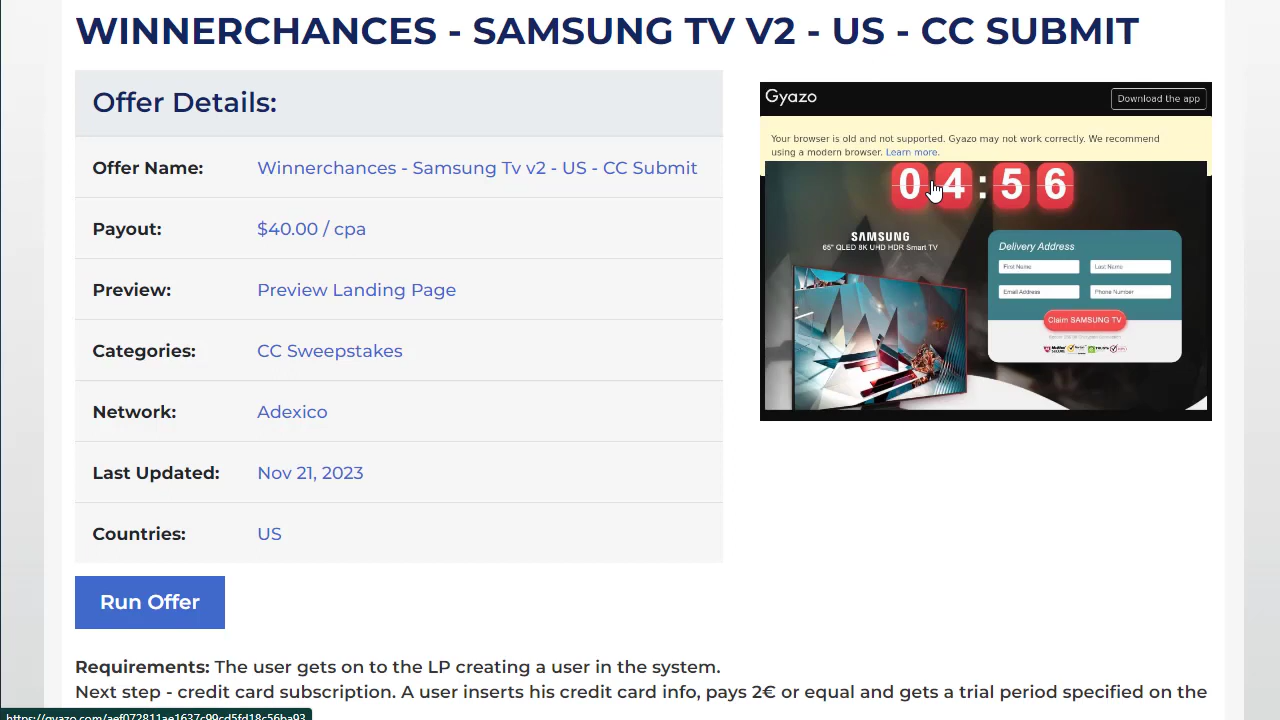 WINNERCHANCES - SAMSUNG TV V2 - US - CC SUBMIT
Offer Details:
Offer Name: Winnerchances - Samsung Tv v2 - US - CC Submit
Payout: $40.00 / cpa
Preview: Preview Landing Page
Categories: CC Sweepstakes
Network: Adexico
Last Updated: Nov 21, 2023
Countries: US
Run Offer
Gyazo
Download the app
Your browser is old and not supported. Gyazo may not work correctly. We recommend
using a modern browser. Learn more.
04:56
SAMSUNG
65" QLED 8K UHD HDR Smart TV
Delivery Address
First Name Last Name
Email Address Phone Number
Claim SAMSUNG TV
McAfee SECURE
Requirements: The user gets on to the LP creating a user in the system.
Next step - credit card subscription. A user inserts his credit card info, pays 2€ or equal and gets a trial period specified on the
https://gyazo.com/aef072811ae1637c99cd5fd18c56ba93